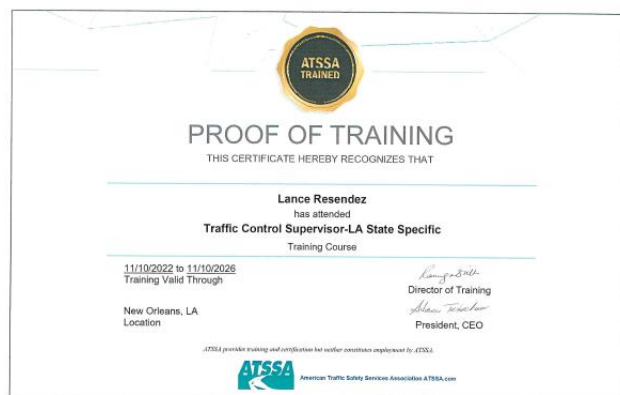 ATSSA
TRAINED
PROOF OF TRAINING
THIS CERTIFICATE HEREBY RECOGNIZES THAT
Lance Resendez
has attended
Traffic Control Supervisor-LA State Specific
Training Course
11/10/2022 to 11/10/2026
Training Valid Through
Director of Training
New Orleans, LA
Location
President, CEO
ATSSA provides training and certification but neither constitutes employment by ATSSA.
ATSSA
American Traffic Safety Services Association ATSSA.com